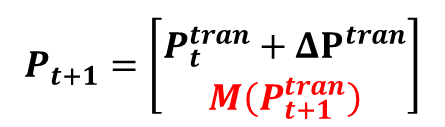 P_{t+1} = [ P_t^{tran} + ΔP^{tran}
M(P_{t+1}^{tran}) ]